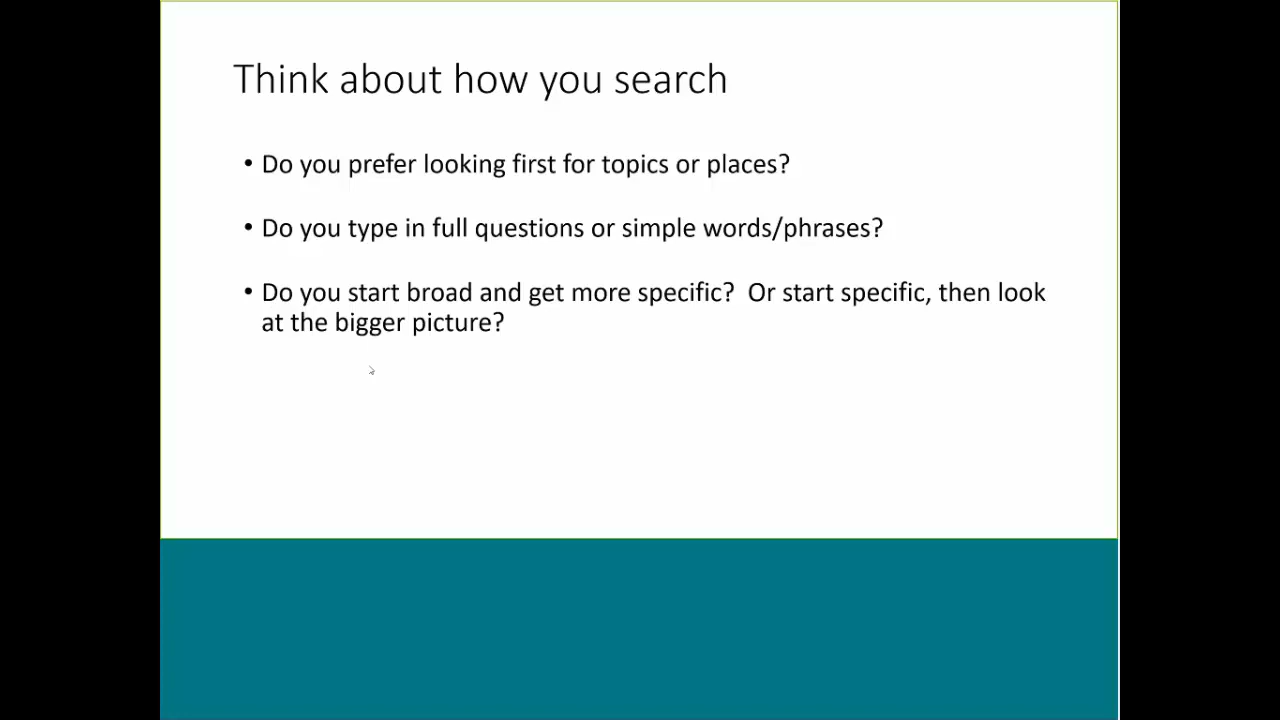 Think about how you search
• Do you prefer looking first for topics or places?
• Do you type in full questions or simple words/phrases?
• Do you start broad and get more specific?  Or start specific, then look
at the bigger picture?